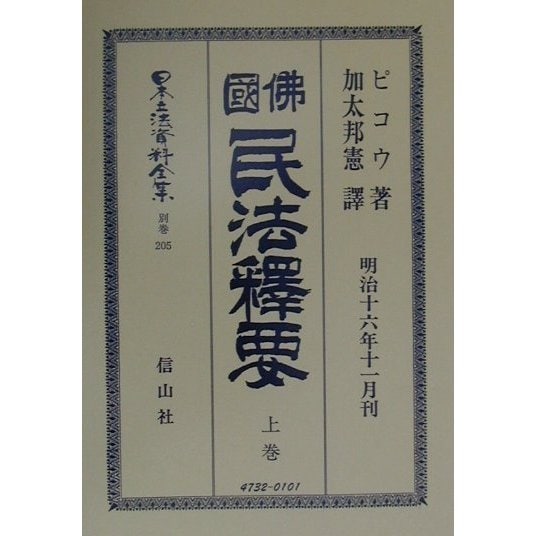 ピコウ著
加太邦憲譯
明治十六年十一月刊
佛國
民法釋要
上巻
日本立法資料全集
別巻
205
信山社
4732-0101